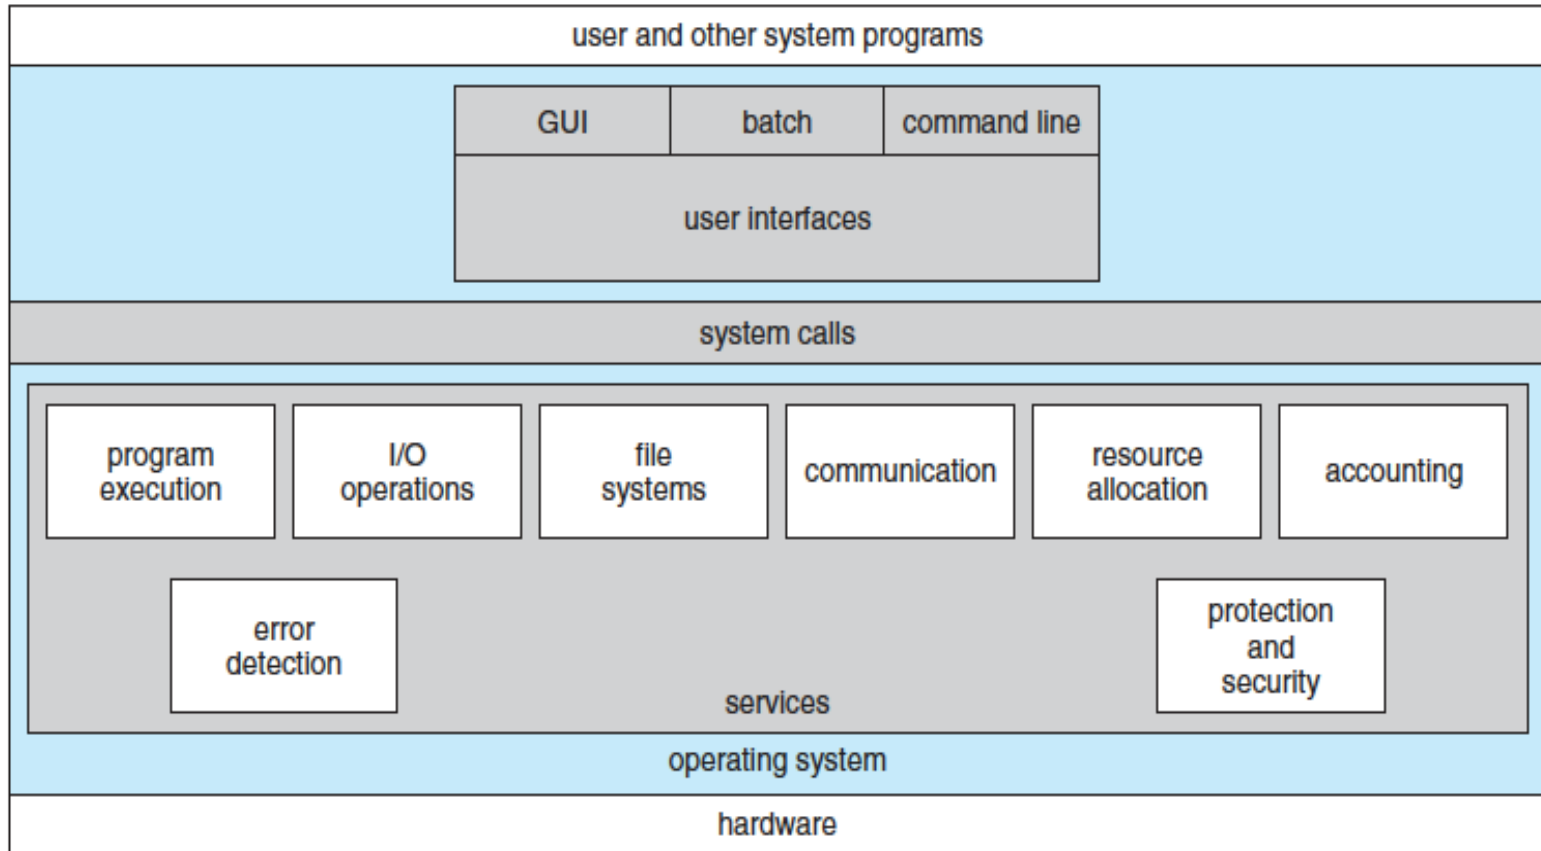 user and other system programs
GUI
batch
command line
user interfaces
system calls
program
execution
I/O
operations
file
systems
communication
resource
allocation
accounting
error
detection
protection
and
security
services
operating system
hardware